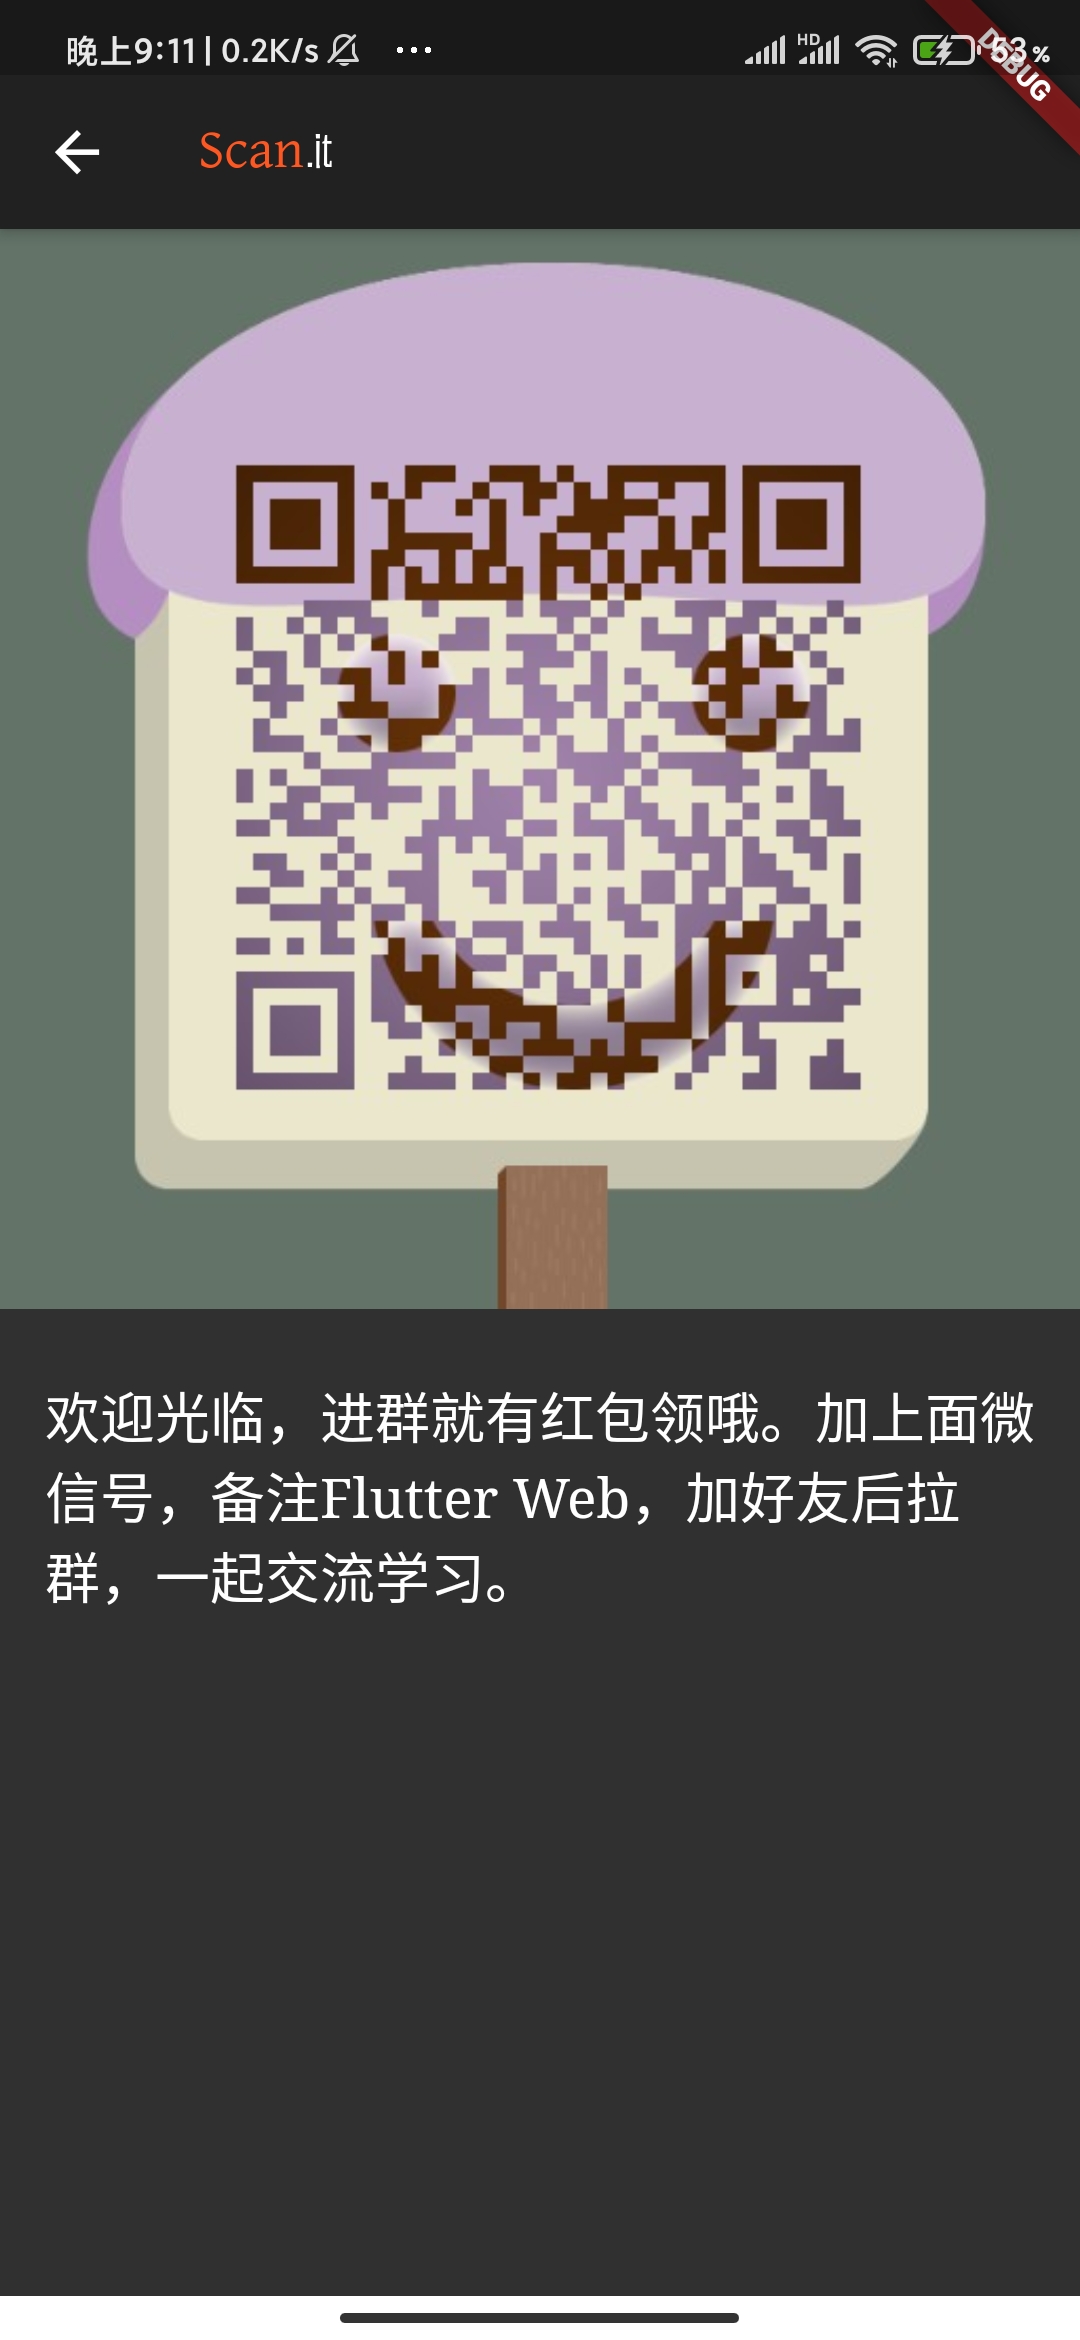 晚上9:11 | 0.2K/s ... HD 53%
DEBUG
Scan.it
欢迎光临，进群就有红包领哦。加上面微
信号，备注Flutter Web，加好友后拉
群，一起交流学习。